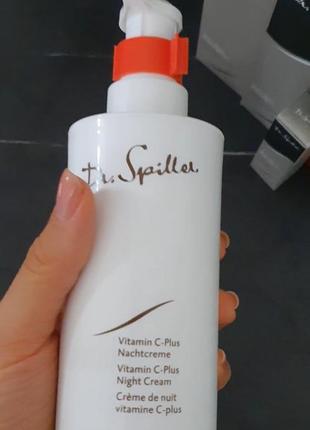 Dr. Spiller
Vitamin C-Plus
Nachtcreme
Vitamin C-Plus
Night Cream
Crème de nuit
vitamine C-plus